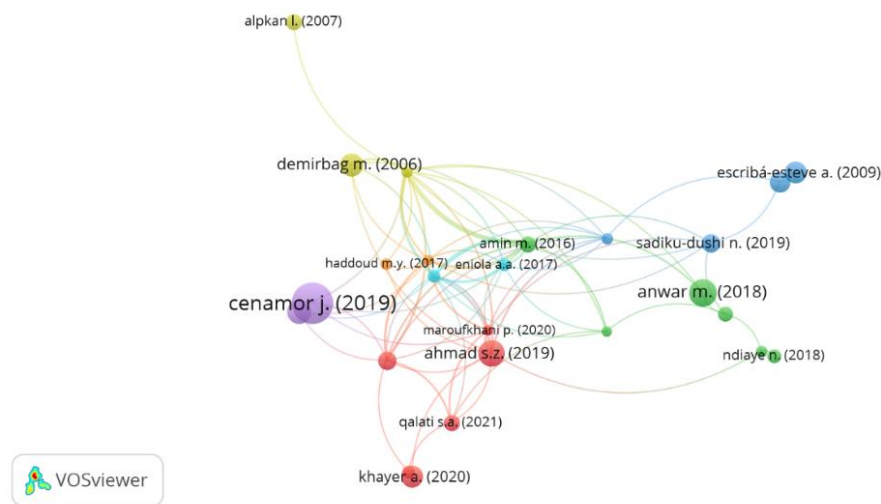 alpkan l. (2007)
demirbag m. (2006)
escribá-esteve a. (2009)
amin m. (2016)
sadiku-dushi n. (2019)
haddoud m.y. (2017)
eniola a.a. (2017)
cenamor j. (2019)
anwar m. (2018)
maroufkhani p. (2020)
ahmad s.z. (2019)
ndiaye n. (2018)
qalati s.a. (2021)
khayer a. (2020)
VOSviewer